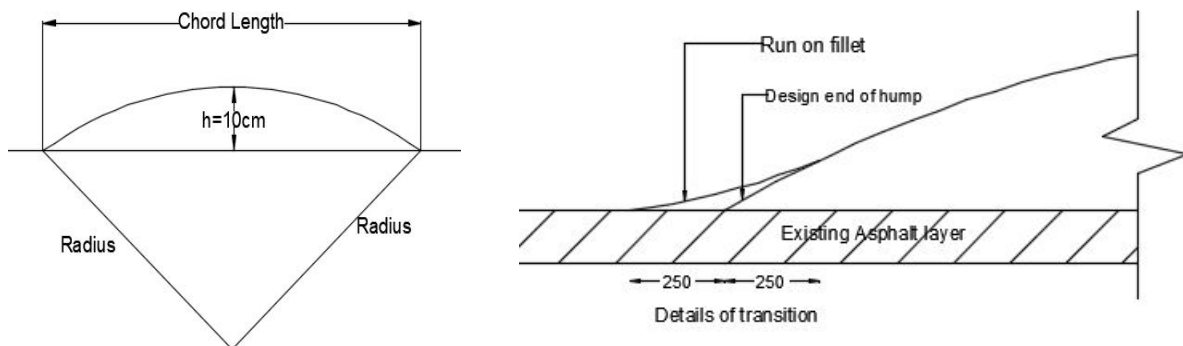 Chord Length
h=10cm
Radius
Radius
Run on fillet
Design end of hump
Existing Asphalt layer
250
250
Details of transition